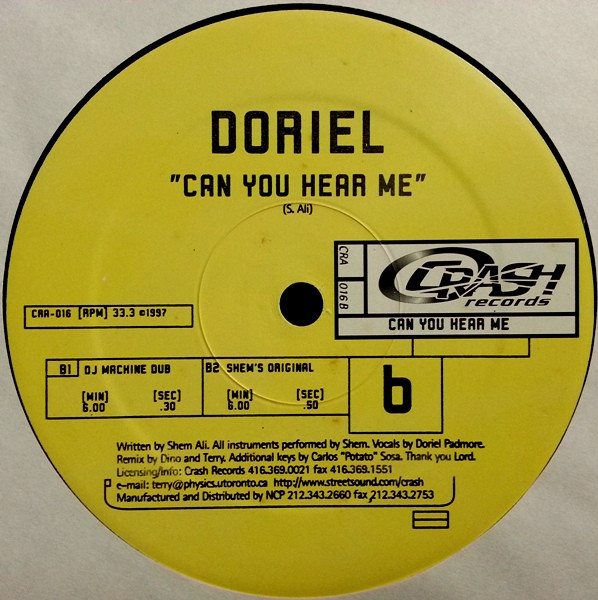 DORIEL
"CAN YOU HEAR ME"
(S. Ali)
CRA
016 B
CRASH
records
CAN YOU HEAR ME
CRA-016 [RPM] 33.3 ©1997
B1 DJ MACHINE DUB
[MIN] [SEC]
6.00 .30
B2 SHEM'S ORIGINAL
[MIN] [SEC]
6.00 .50
b
Written by Shem Ali. All instruments performed by Shem. Vocals by Doriel Padmore.
Remix by Dino and Terry. Additional keys by Carlos "Potato" Sosa. Thank you Lord.
Licensing/Info: Crash Records 416.369.0021 fax 416.369.1551
e-mail: terry@physics.utoronto.ca http://www.streetsound.com/crash
Manufactured and Distributed by NCP 212.343.2660 fax 212.343.2753